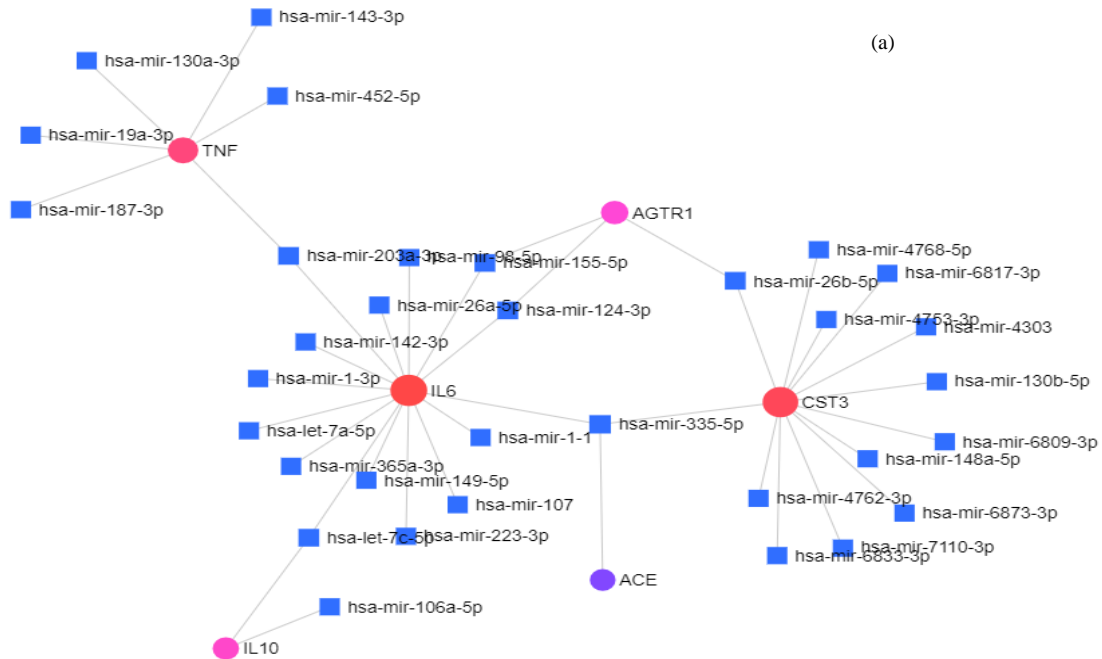 hsa-mir-143-3p
(a)
hsa-mir-130a-3p
hsa-mir-452-5p
hsa-mir-19a-3p
TNF
hsa-mir-187-3p
AGTR1
hsa-mir-203a-3p
hsa-mir-98-5p
hsa-mir-155-5p
hsa-mir-4768-5p
hsa-mir-6817-3p
hsa-mir-26b-5p
hsa-mir-26a-5p
hsa-mir-124-3p
hsa-mir-4753-3p
hsa-mir-4303
hsa-mir-142-3p
hsa-mir-1-3p
IL6
hsa-mir-130b-5p
CST3
hsa-let-7a-5p
hsa-mir-1-1
hsa-mir-335-5p
hsa-mir-6809-3p
hsa-mir-148a-5p
hsa-mir-365a-3p
hsa-mir-149-5p
hsa-mir-107
hsa-mir-4762-3p
hsa-mir-6873-3p
hsa-let-7c-5p
hsa-mir-223-3p
hsa-mir-7110-3p
hsa-mir-6833-3p
ACE
hsa-mir-106a-5p
IL10